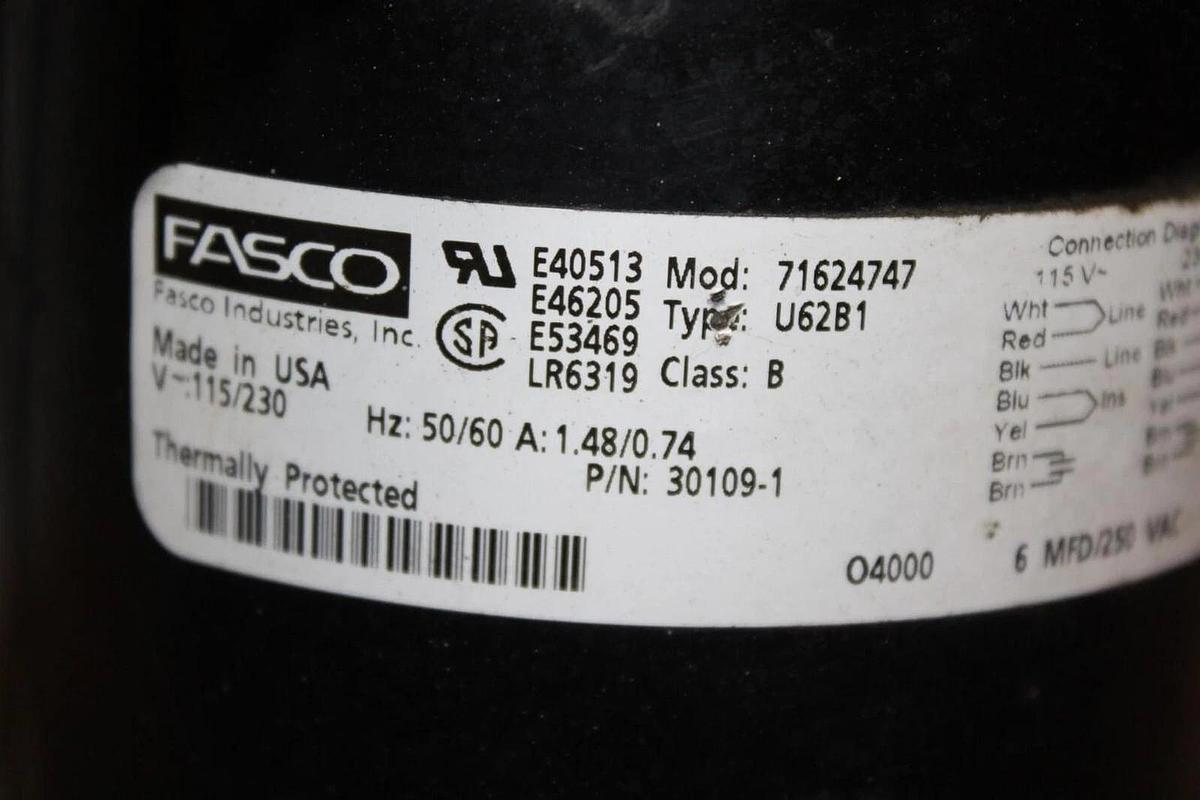 FASCO
Fasco Industries, Inc.
Made in USA
V~:115/230
Hz: 50/60 A: 1.48/0.74
Thermally Protected
P/N: 30109-1
E40513
E46205
E53469
LR6319
Mod: 71624747
Type: U62B1
Class: B
O4000
Connection
115 V~
Wht
Red
Line
Blk
Line
Blu
Yel
Ins
Brn
Brn
6 MFD/250 VAC